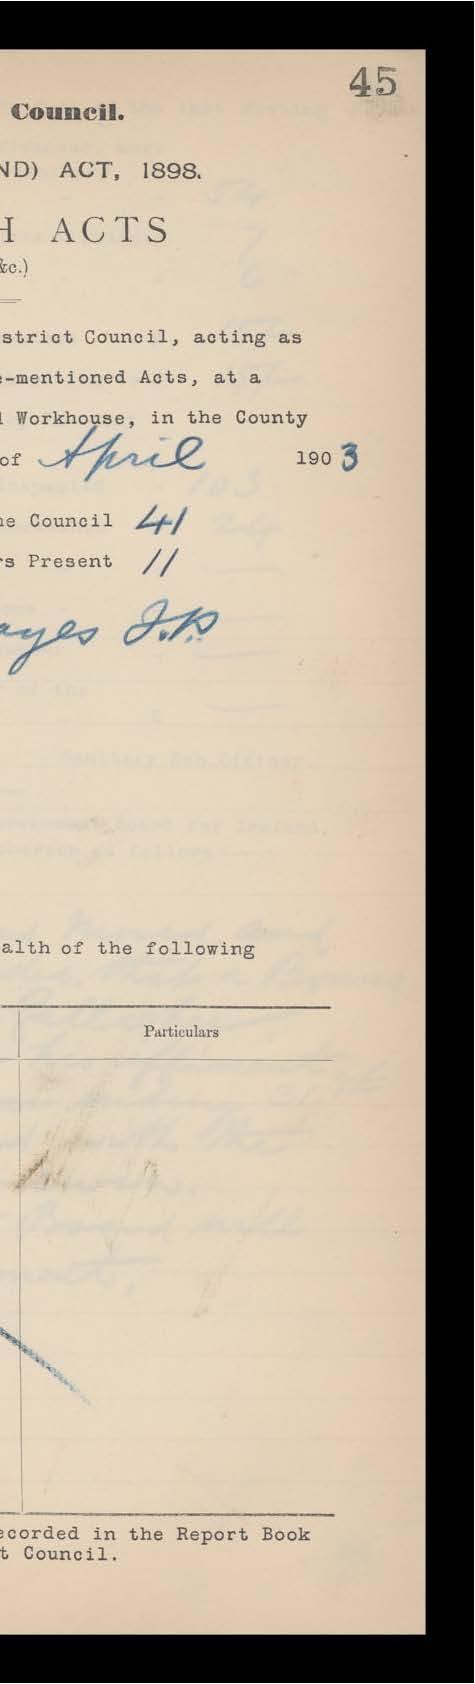 45
Council.
ND) ACT, 1898.
H ACTS
&c.)
strict Council, acting as
e-mentioned Acts, at a
l Workhouse, in the County
of April 1903
he Council 41
rs Present 11
ayes J.P.
alth of the following
Particulars
ecorded in the Report Book
t Council.